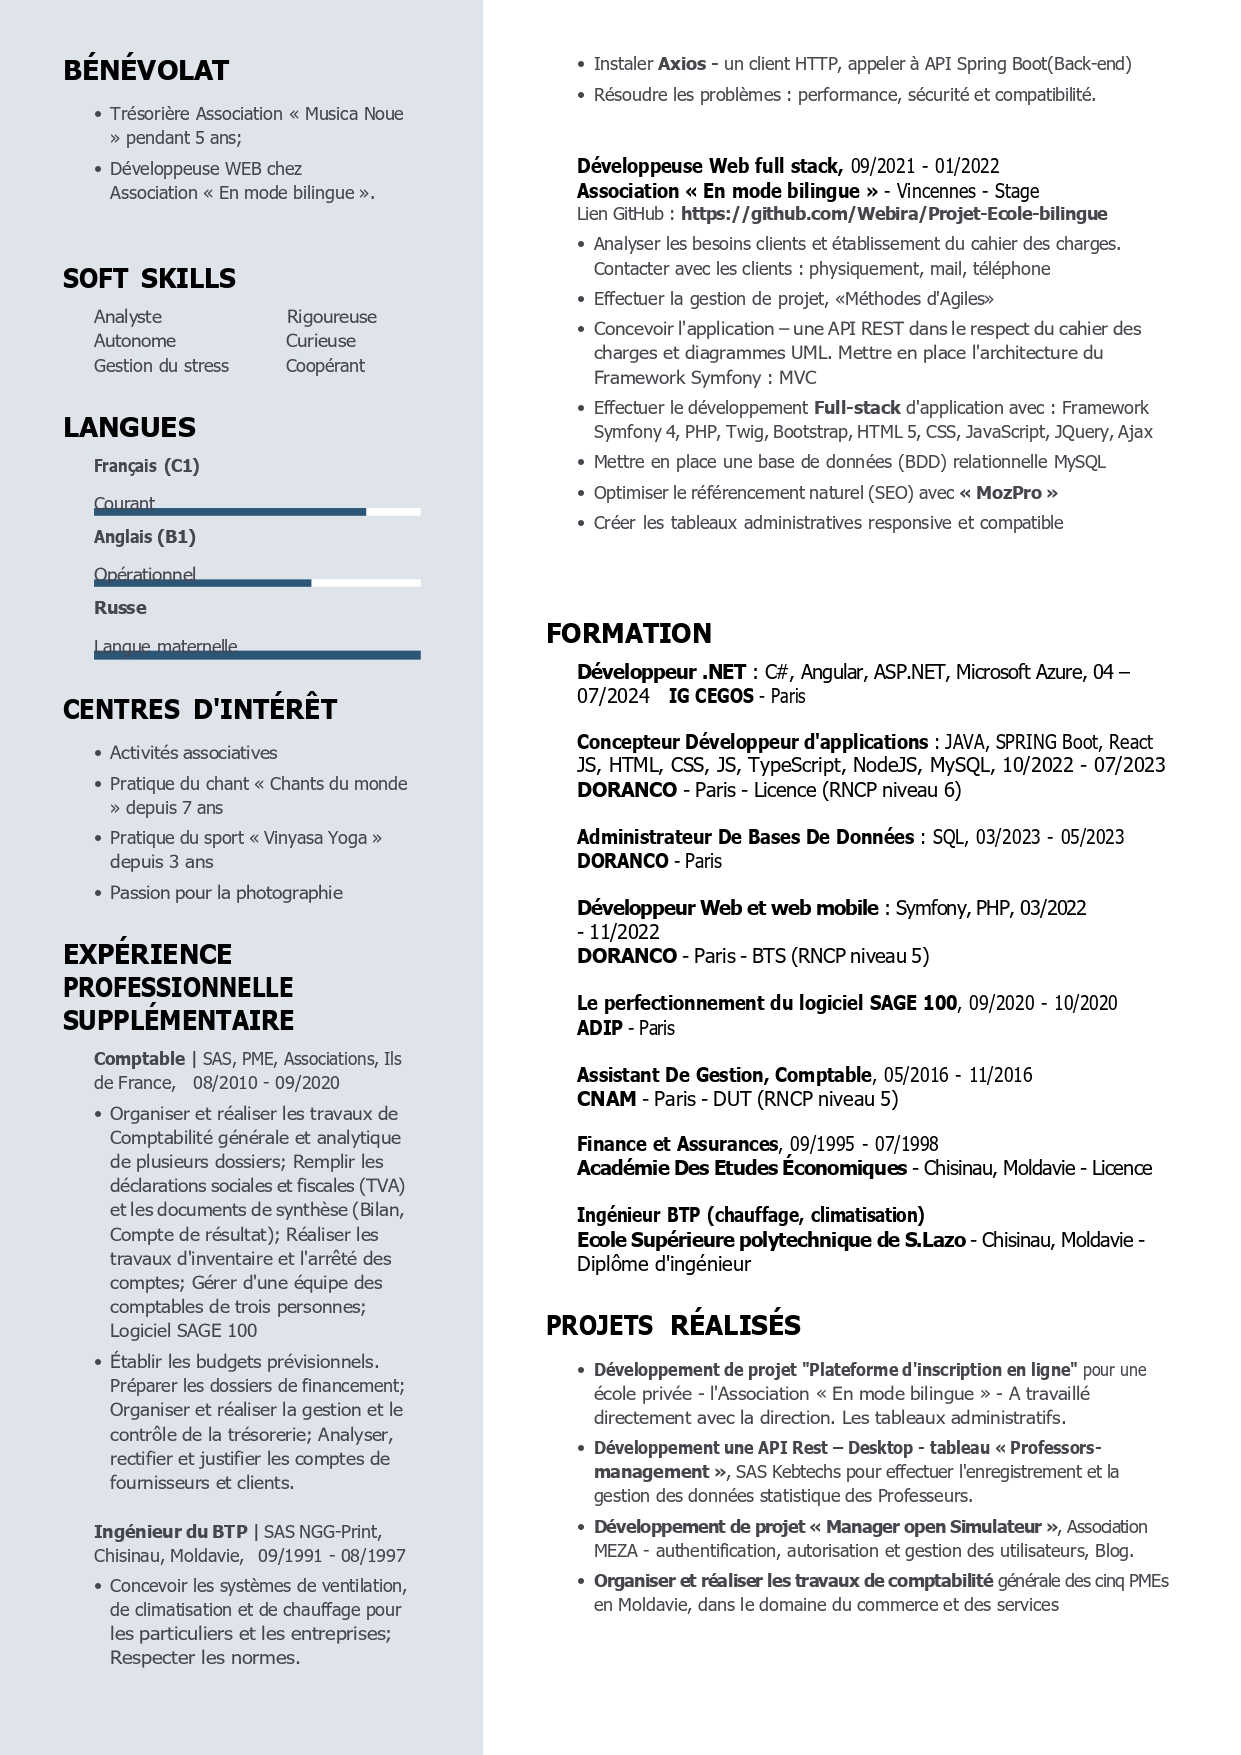 BÉNÉVOLAT
• Trésorière Association « Musica Noue
» pendant 5 ans;
• Développeuse WEB chez
Association « En mode bilingue ».
SOFT SKILLS
Analyste Rigoureuse
Autonome Curieuse
Gestion du stress Coopérant
LANGUES
Français (C1)
Courant
Anglais (B1)
Opérationnel
Russe
Langue maternelle
CENTRES D'INTÉRÊT
• Activités associatives
• Pratique du chant « Chants du monde
» depuis 7 ans
• Pratique du sport « Vinyasa Yoga »
depuis 3 ans
• Passion pour la photographie
EXPÉRIENCE
PROFESSIONNELLE
SUPPLÉMENTAIRE
Comptable | SAS, PME, Associations, Ils
de France, 08/2010 - 09/2020
• Organiser et réaliser les travaux de
Comptabilité générale et analytique
de plusieurs dossiers; Remplir les
déclarations sociales et fiscales (TVA)
et les documents de synthèse (Bilan,
Compte de résultat); Réaliser les
travaux d'inventaire et l'arrêté des
comptes; Gérer d'une équipe des
comptables de trois personnes;
Logiciel SAGE 100
• Établir les budgets prévisionnels.
Préparer les dossiers de financement;
Organiser et réaliser la gestion et le
contrôle de la trésorerie; Analyser,
rectifier et justifier les comptes de
fournisseurs et clients.
Ingénieur du BTP | SAS NGG-Print,
Chisinau, Moldavie, 09/1991 - 08/1997
• Concevoir les systèmes de ventilation,
de climatisation et de chauffage pour
les particuliers et les entreprises;
Respecter les normes.
• Instaler Axios - un client HTTP, appeler à API Spring Boot(Back-end)
• Résoudre les problèmes : performance, sécurité et compatibilité.
Développeuse Web full stack, 09/2021 - 01/2022
Association « En mode bilingue » - Vincennes - Stage
Lien GitHub : https://github.com/Webira/Projet-Ecole-bilingue
• Analyser les besoins clients et établissement du cahier des charges.
Contacter avec les clients : physiquement, mail, téléphone
• Effectuer la gestion de projet, «Méthodes d'Agiles»
• Concevoir l'application – une API REST dans le respect du cahier des
charges et diagrammes UML. Mettre en place l'architecture du
Framework Symfony : MVC
• Effectuer le développement Full-stack d'application avec : Framework
Symfony 4, PHP, Twig, Bootstrap, HTML 5, CSS, JavaScript, JQuery, Ajax
• Mettre en place une base de données (BDD) relationnelle MySQL
• Optimiser le référencement naturel (SEO) avec « MozPro »
• Créer les tableaux administratives responsive et compatible
FORMATION
Développeur .NET : C#, Angular, ASP.NET, Microsoft Azure, 04 –
07/2024 IG CEGOS - Paris
Concepteur Développeur d'applications : JAVA, SPRING Boot, React
JS, HTML, CSS, JS, TypeScript, NodeJS, MySQL, 10/2022 - 07/2023
DORANCO - Paris - Licence (RNCP niveau 6)
Administrateur De Bases De Données : SQL, 03/2023 - 05/2023
DORANCO - Paris
Développeur Web et web mobile : Symfony, PHP, 03/2022
- 11/2022
DORANCO - Paris - BTS (RNCP niveau 5)
Le perfectionnement du logiciel SAGE 100, 09/2020 - 10/2020
ADIP - Paris
Assistant De Gestion, Comptable, 05/2016 - 11/2016
CNAM - Paris - DUT (RNCP niveau 5)
Finance et Assurances, 09/1995 - 07/1998
Académie Des Etudes Économiques - Chisinau, Moldavie - Licence
Ingénieur BTP (chauffage, climatisation)
Ecole Supérieure polytechnique de S.Lazo - Chisinau, Moldavie -
Diplôme d'ingénieur
PROJETS RÉALISÉS
• Développement de projet "Plateforme d'inscription en ligne" pour une
école privée - l'Association « En mode bilingue » - A travaillé
directement avec la direction. Les tableaux administratifs.
• Développement une API Rest – Desktop - tableau « Professors-
management », SAS Kebtechs pour effectuer l'enregistrement et la
gestion des données statistique des Professeurs.
• Développement de projet « Manager open Simulateur », Association
MEZA - authentification, autorisation et gestion des utilisateurs, Blog.
• Organiser et réaliser les travaux de comptabilité générale des cinq PMEs
en Moldavie, dans le domaine du commerce et des services